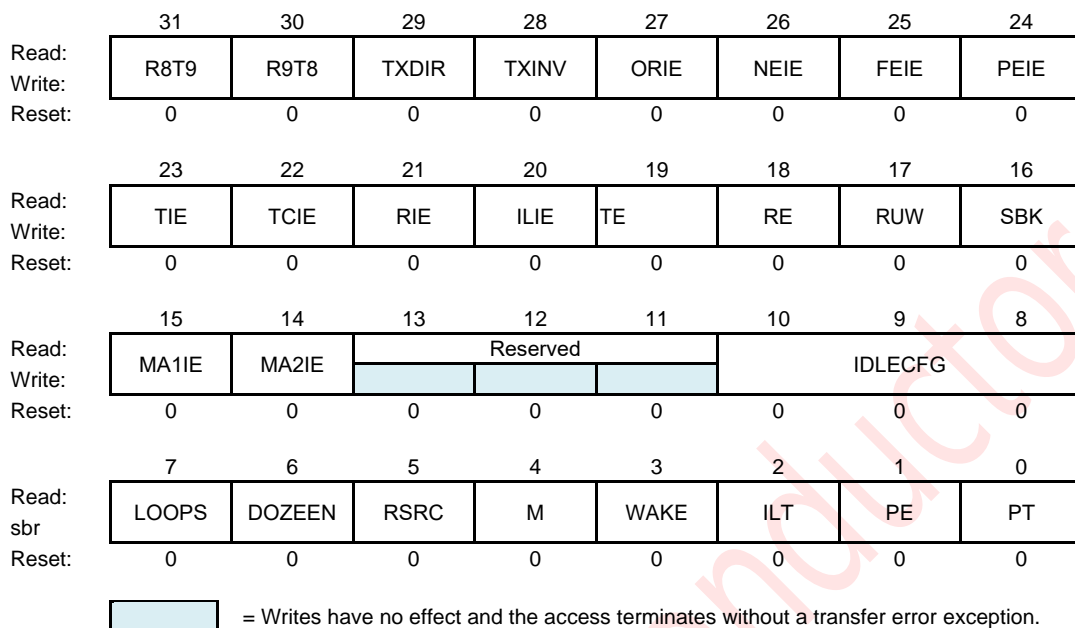 31 30 29 28 27 26 25 24
Read:
Write:
R8T9 R9T8 TXDIR TXINV ORIE NEIE FEIE PEIE
Reset: 0 0 0 0 0 0 0 0
23 22 21 20 19 18 17 16
Read:
Write:
TIE TCIE RIE ILIE TE RE RUW SBK
Reset: 0 0 0 0 0 0 0 0
15 14 13 12 11 10 9 8
Read:
Write:
MA1IE MA2IE Reserved IDLECFG
Reset: 0 0 0 0 0 0 0 0
7 6 5 4 3 2 1 0
Read:
sbr
LOOPS DOZEEN RSRC M WAKE ILT PE PT
Reset: 0 0 0 0 0 0 0 0
= Writes have no effect and the access terminates without a transfer error exception.